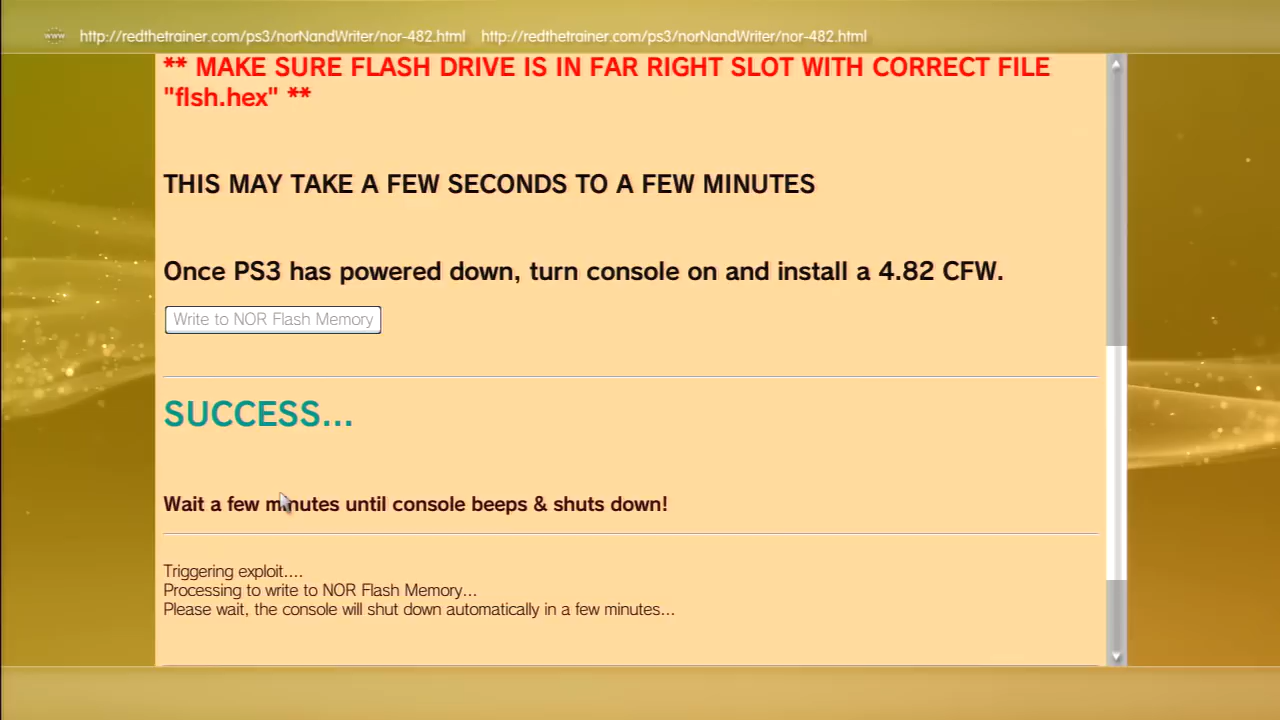 www http://redthetrainer.com/ps3/norNandWriter/nor-482.html http://redthetrainer.com/ps3/norNandWriter/nor-482.html
** MAKE SURE FLASH DRIVE IS IN FAR RIGHT SLOT WITH CORRECT FILE
"flsh.hex" **
THIS MAY TAKE A FEW SECONDS TO A FEW MINUTES
Once PS3 has powered down, turn console on and install a 4.82 CFW.
Write to NOR Flash Memory
SUCCESS...
Wait a few minutes until console beeps & shuts down!
Triggering exploit....
Processing to write to NOR Flash Memory...
Please wait, the console will shut down automatically in a few minutes...